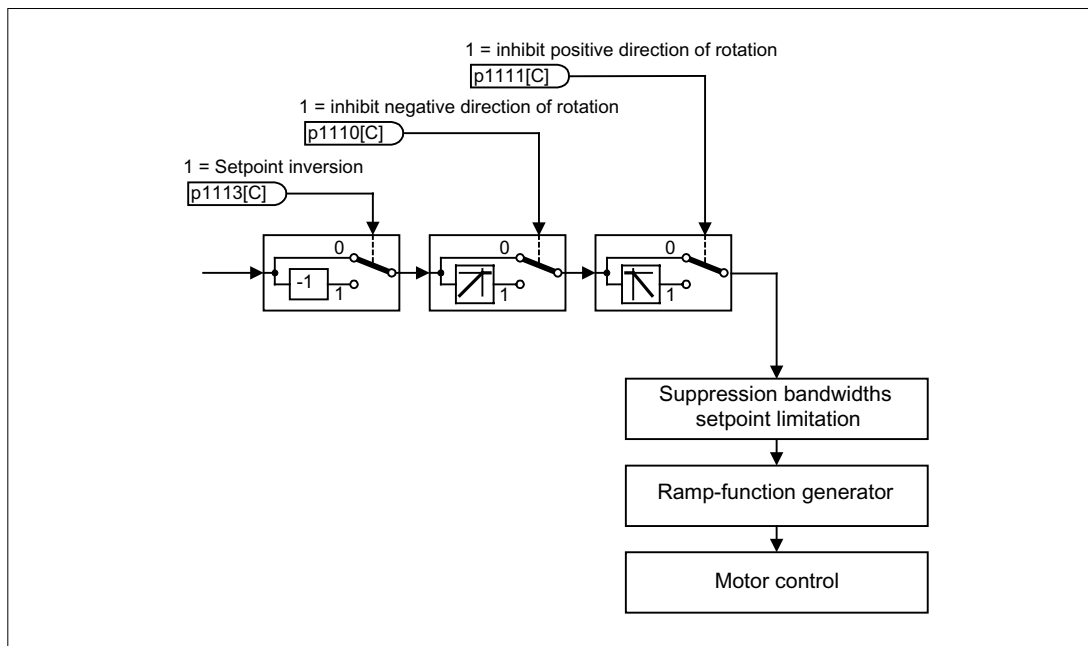 1 = inhibit positive direction of rotation
p1111[C]
1 = inhibit negative direction of rotation
p1110[C]
1 = Setpoint inversion
p1113[C]
0
-1
1
0
1
0
1
Suppression bandwidths
setpoint limitation
Ramp-function generator
Motor control